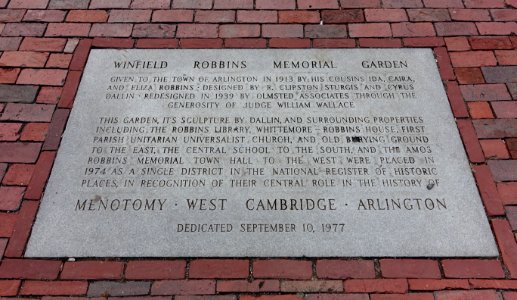 WINFIELD ROBBINS MEMORIAL GARDEN
GIVEN TO THE TOWN OF ARLINGTON IN 1913 BY HIS COUSINS IDA, CAIRA,
AND ELIZA ROBBINS · DESIGNED BY R. CLIPSTON STURGIS AND CYRUS
DALLIN · REDESIGNED IN 1939 BY OLMSTED ASSOCIATES THROUGH THE
GENEROSITY OF JUDGE WILLIAM WALLACE
THIS GARDEN, IT'S SCULPTURE BY DALLIN, AND SURROUNDING PROPERTIES
INCLUDING, THE ROBBINS LIBRARY, WHITTEMORE-ROBBINS HOUSE, FIRST
PARISH UNITARIAN UNIVERSALIST CHURCH, AND OLD BURYING GROUND
TO THE EAST, THE CENTRAL SCHOOL TO THE SOUTH, AND THE AMOS
ROBBINS MEMORIAL TOWN HALL TO THE WEST WERE PLACED IN
1974 AS A SINGLE DISTRICT IN THE NATIONAL REGISTER OF HISTORIC
PLACES, IN RECOGNITION OF THEIR CENTRAL ROLE IN THE HISTORY OF
MENOTOMY · WEST CAMBRIDGE · ARLINGTON
DEDICATED SEPTEMBER 10, 1977